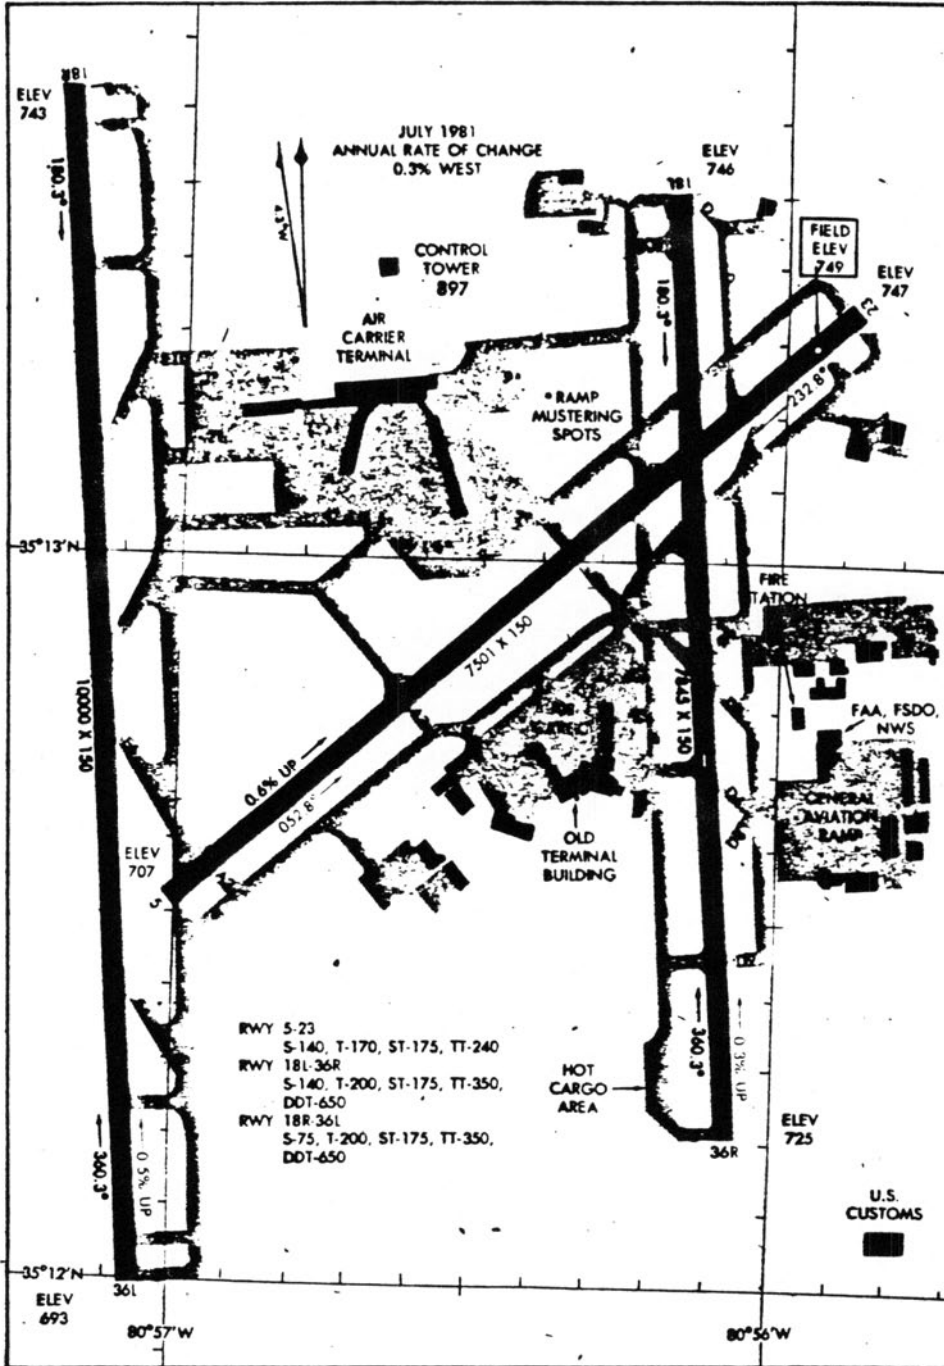 18R
ELEV
743
180.3°
JULY 1981
ANNUAL RATE OF CHANGE
0.3% WEST
4.3°W
ELEV
746
18L
CONTROL
TOWER
897
FIELD
ELEV
749
ELEV
747
23
180.3°
AIR
CARRIER
TERMINAL
232.8°
• RAMP
MUSTERING
SPOTS
35°13'N
FIRE
TATION
7501 X 150
7845 X 150
10000 X 150
FAA, FSDO,
NWS
0.6% UP
052.8°
GENERAL
AVIATION
RAMP
OLD
TERMINAL
BUILDING
ELEV
707
5
RWY 5-23
S-140, T-170, ST-175, TT-240
RWY 18L-36R
S-140, T-200, ST-175, TT-350,
DDT-650
RWY 18R-36L
S-75, T-200, ST-175, TT-350,
DDT-650
HOT
CARGO
AREA
360.3°
0.3% UP
ELEV
725
36R
360.3°
0.5% UP
U.S.
CUSTOMS
35°12'N
36L
ELEV
693
80°57'W
80°56'W